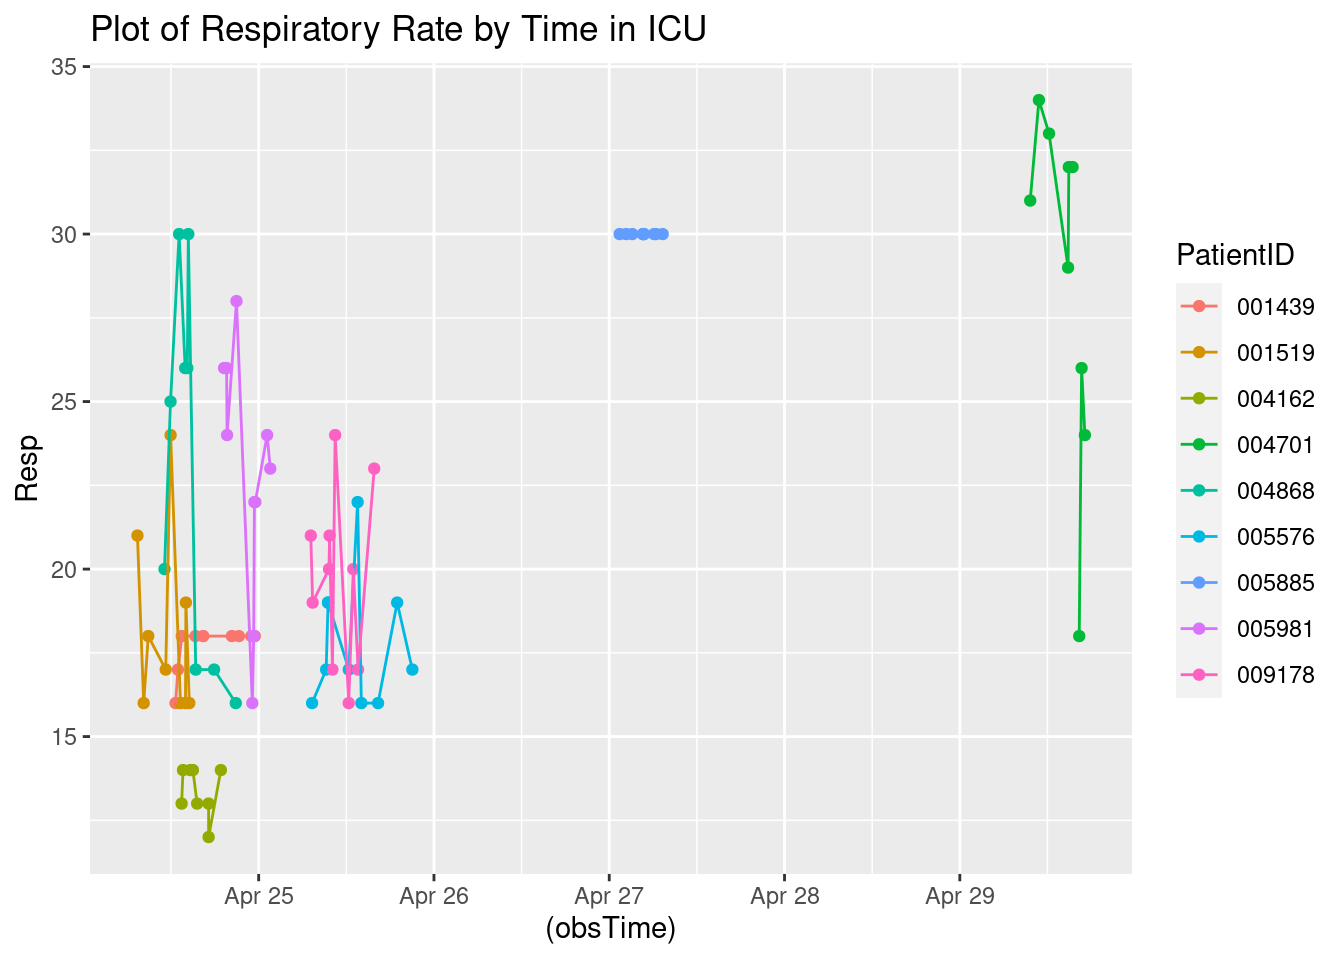 Plot of Respiratory Rate by Time in ICU
35
30
25
20
15
Resp
Apr 25
Apr 26
Apr 27
Apr 28
Apr 29
(obsTime)
PatientID
001439
001519
004162
004701
004868
005576
005885
005981
009178